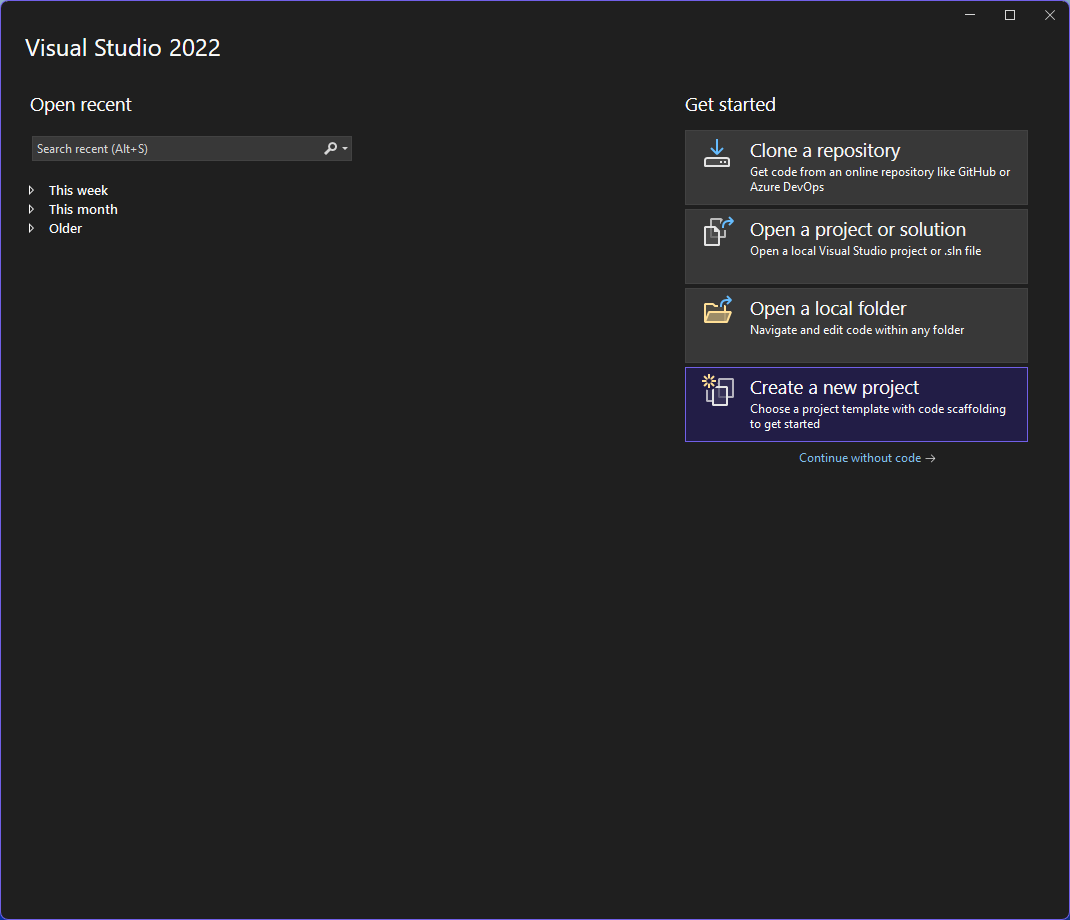 Visual Studio 2022
Open recent
Search recent (Alt+S)
This week
This month
Older
Get started
Clone a repository
Get code from an online repository like GitHub or
Azure DevOps
Open a project or solution
Open a local Visual Studio project or .sln file
Open a local folder
Navigate and edit code within any folder
Create a new project
Choose a project template with code scaffolding
to get started
Continue without code →